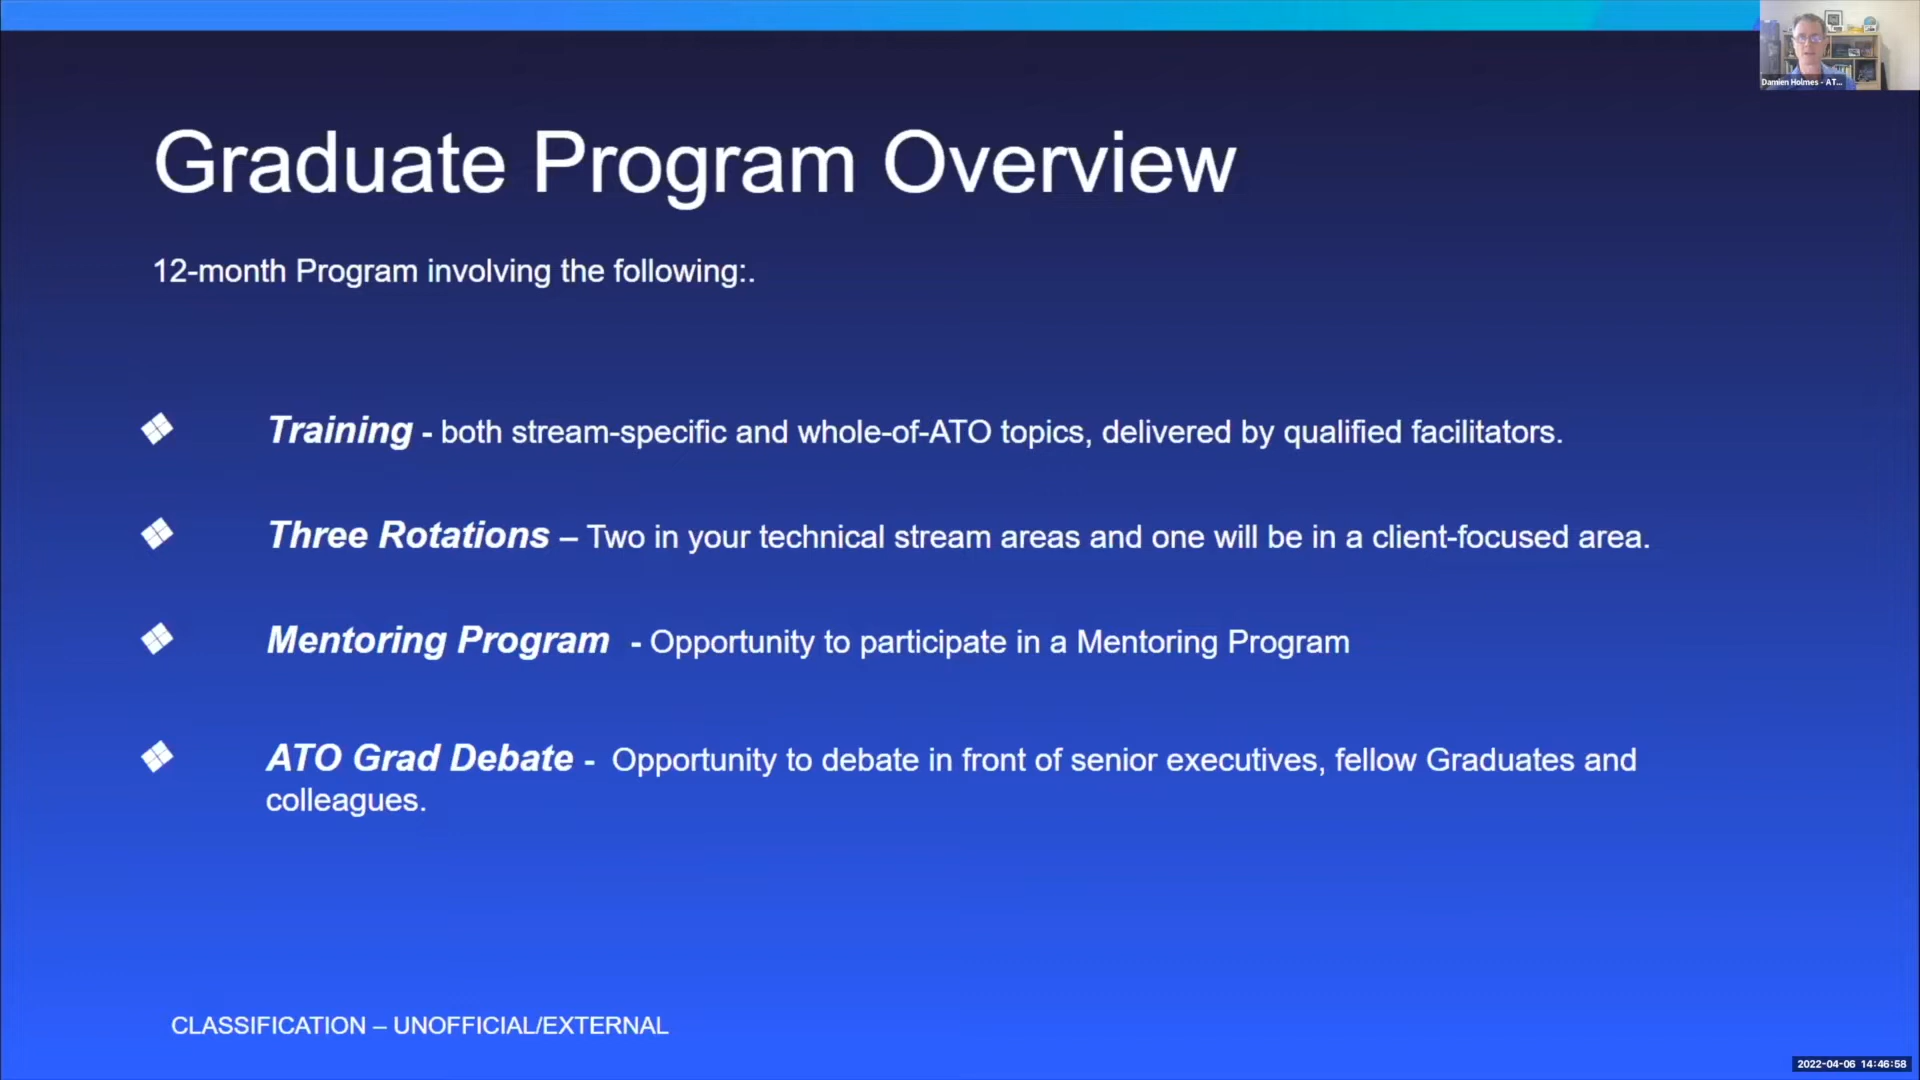 Damien Holmes - AT...
Graduate Program Overview
12-month Program involving the following:.
❖ Training - both stream-specific and whole-of-ATO topics, delivered by qualified facilitators.
❖ Three Rotations – Two in your technical stream areas and one will be in a client-focused area.
❖ Mentoring Program - Opportunity to participate in a Mentoring Program
❖ ATO Grad Debate - Opportunity to debate in front of senior executives, fellow Graduates and
colleagues.
CLASSIFICATION – UNOFFICIAL/EXTERNAL
2022-04-06 14:46:58